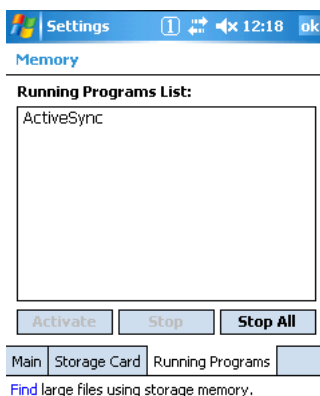 Settings 1 12:18 ok
Memory
Running Programs List:
ActiveSync
Activate Stop Stop All
Main Storage Card Running Programs
Find large files using storage memory.